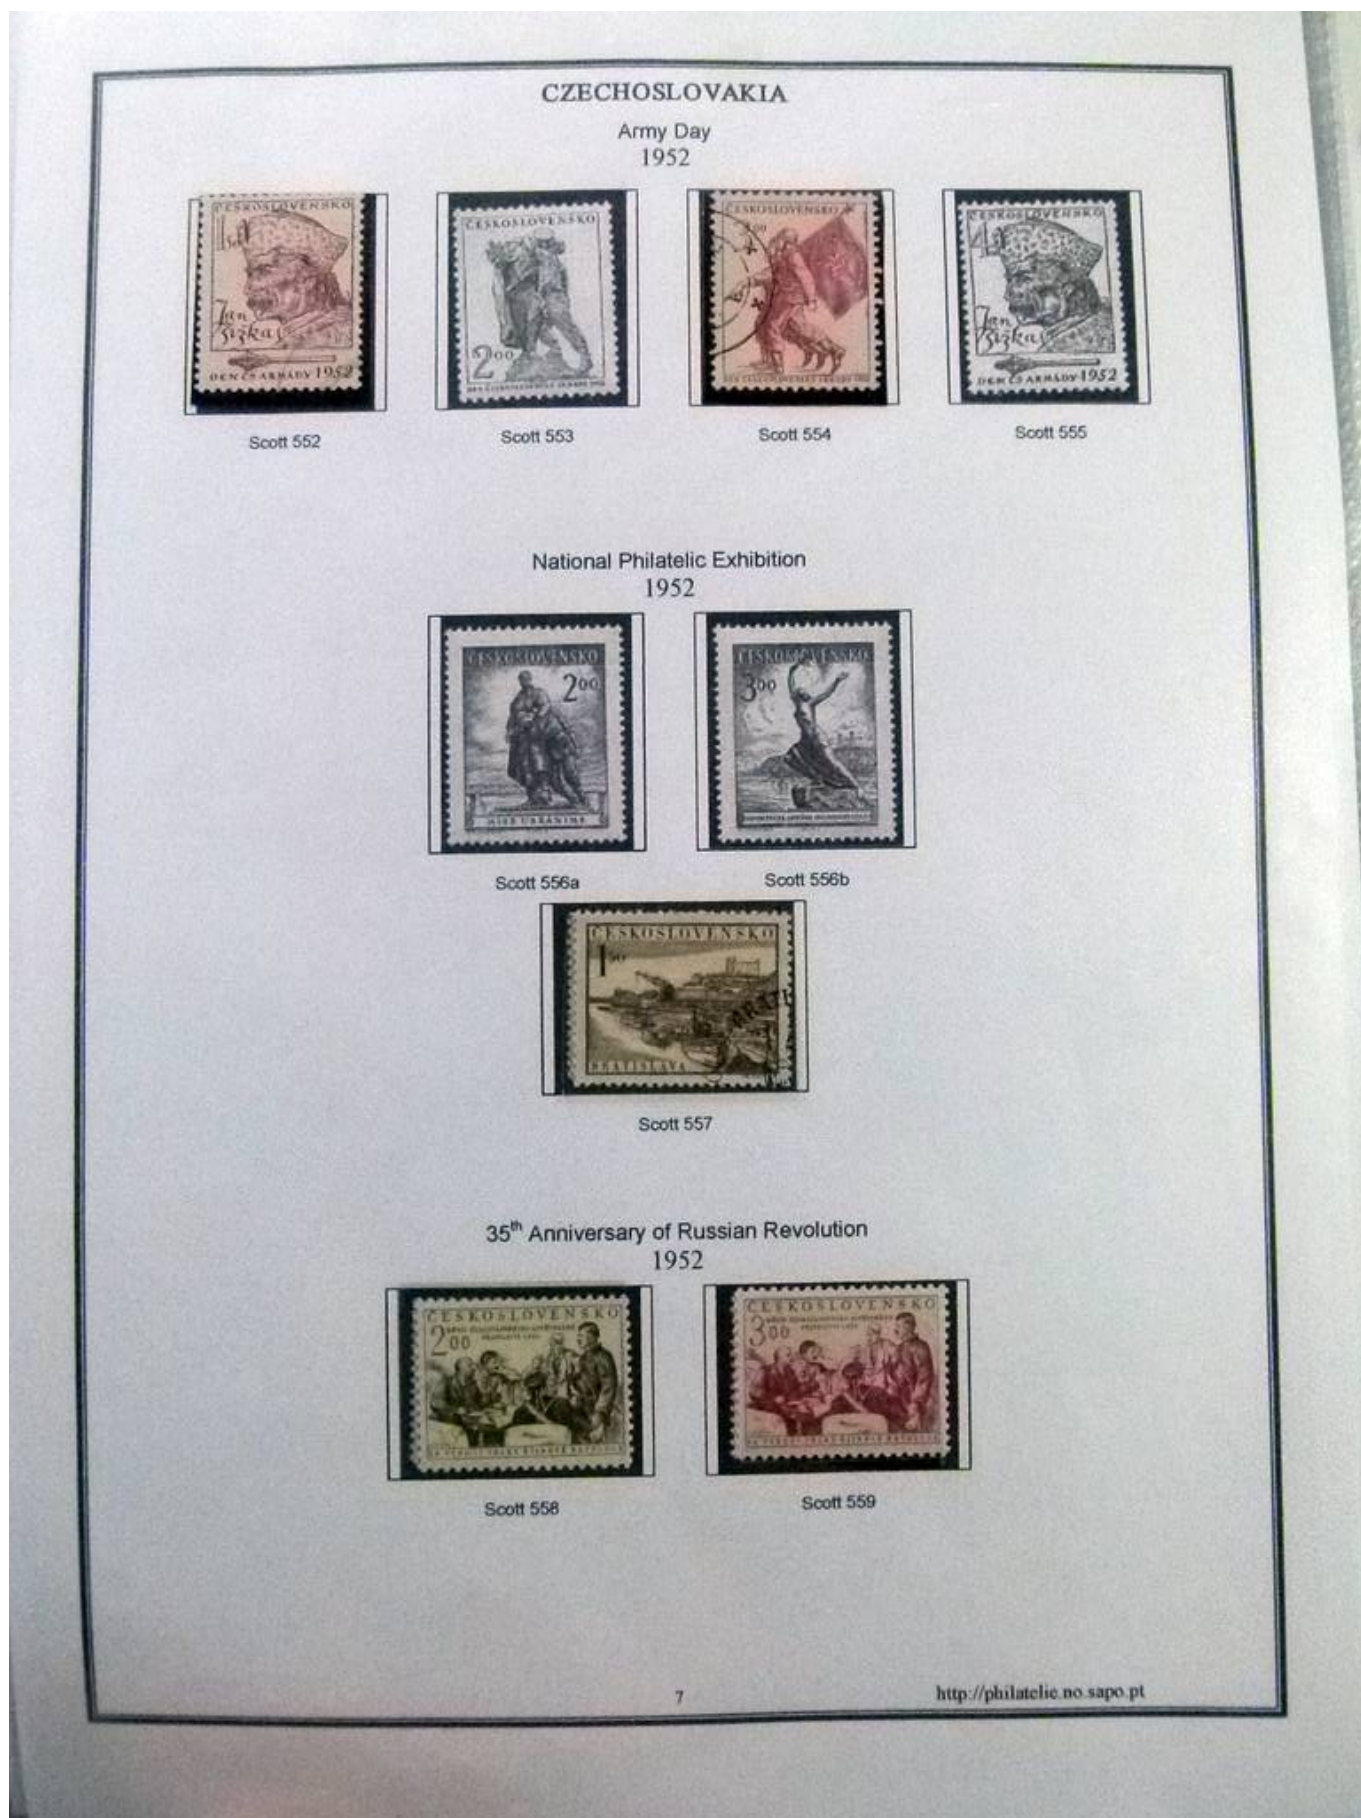 CZECHOSLOVAKIA
Army Day
1952
ČESKOSLOVENSKO
Jan
Žižka
DEN ČS ARMÁDY 1952
ČESKOSLOVENSKO
2.00
ČESKOSLOVENSKO
ČESKOSLOVENSKO
Jan
Žižka
DEN ČS ARMÁDY 1952
Scott 552
Scott 553
Scott 554
Scott 555
National Philatelic Exhibition
1952
ČESKOSLOVENSKO
2 00
ČESKOSLOVENSKO
3 00
Scott 556a
Scott 556b
ČESKOSLOVENSKO
1 50
BRATISLAVA
Scott 557
35th Anniversary of Russian Revolution
1952
ČESKOSLOVENSKO
2 00
ČESKOSLOVENSKO
3 00
Scott 558
Scott 559
7
http://philatelie.no.sapo.pt